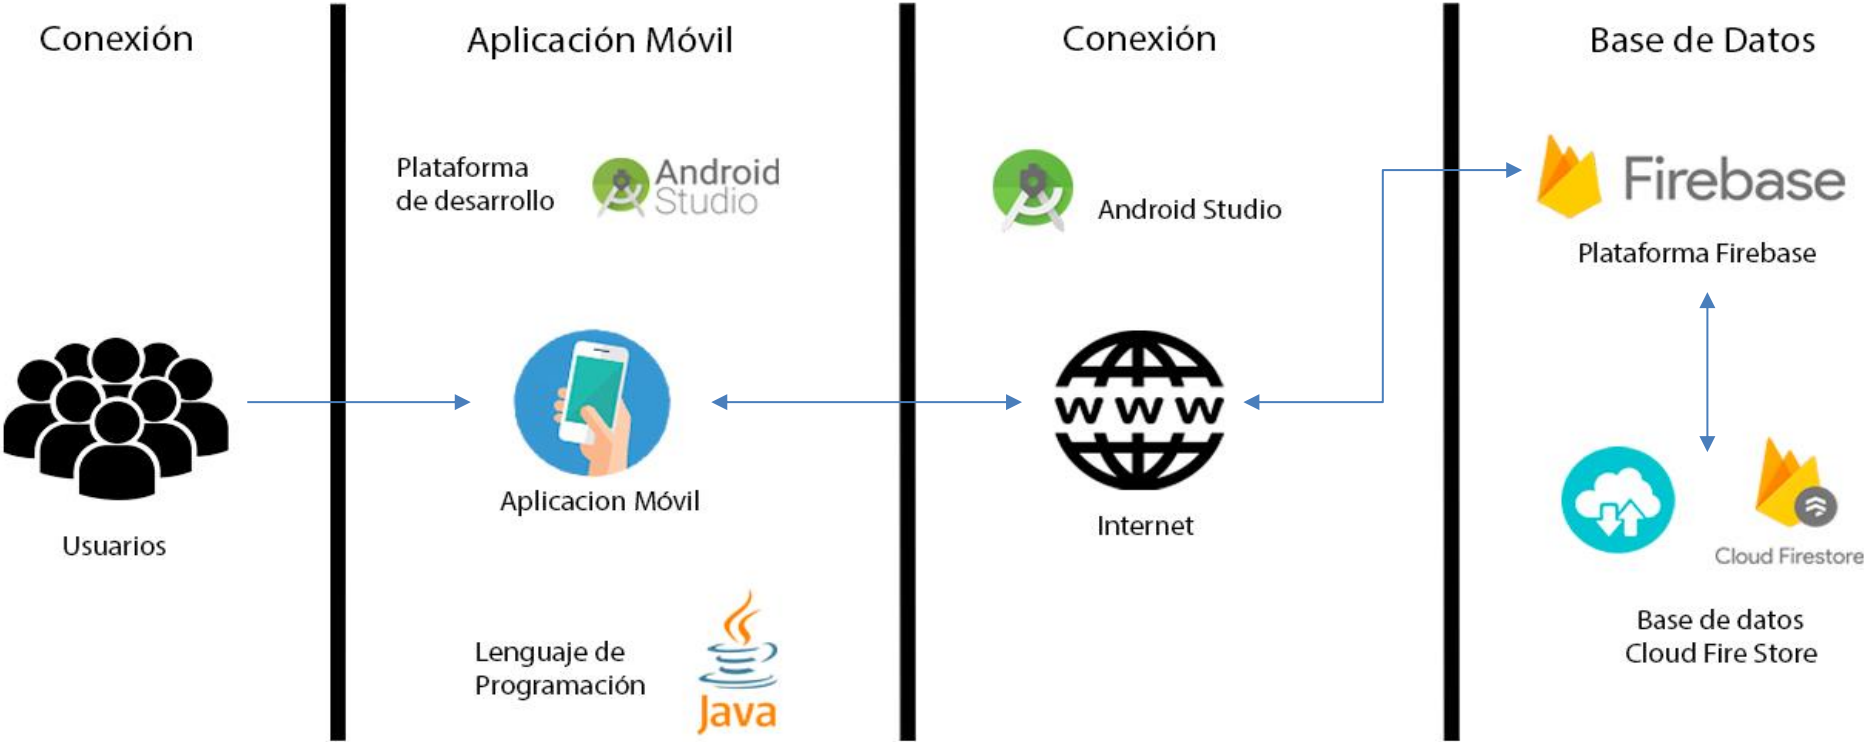 Conexión
Usuarios
Aplicación Móvil
Plataforma
de desarrollo
Android
Studio
Aplicacion Móvil
Lenguaje de
Programación
Java
Conexión
Android Studio
W W W
Internet
Base de Datos
Firebase
Plataforma Firebase
Cloud Firestore
Base de datos
Cloud Fire Store